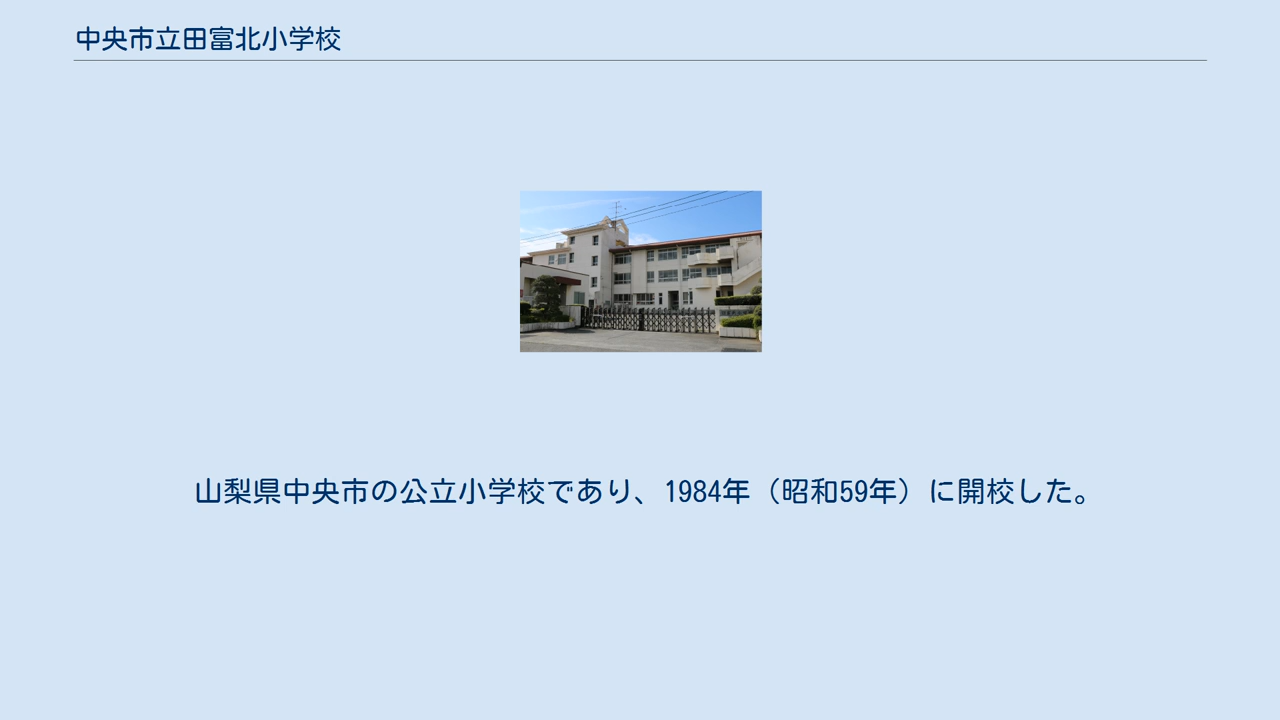 中央市立田富北小学校
山梨県中央市の公立小学校であり、1984年（昭和59年）に開校した。